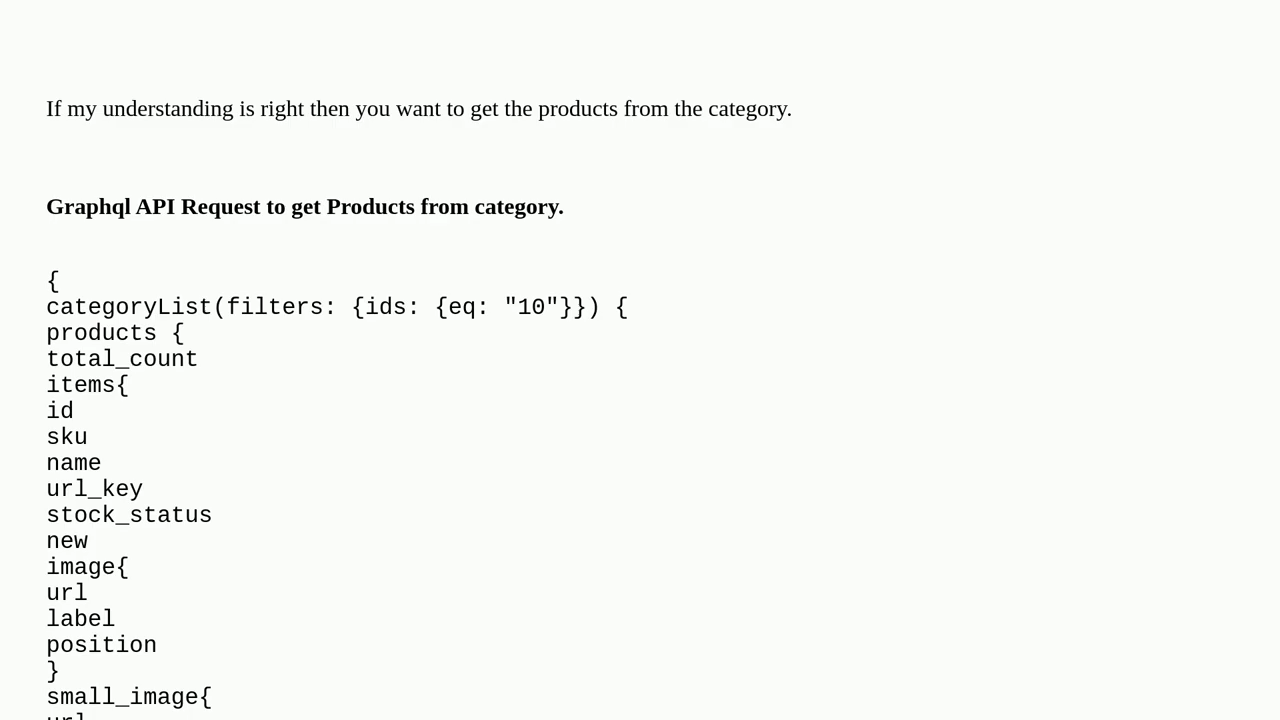 If my understanding is right then you want to get the products from the category.
Graphql API Request to get Products from category.
{
categoryList(filters: {ids: {eq: "10"}}) {
products {
total_count
items{
id
sku
name
url_key
stock_status
new
image{
url
label
position
}
small_image{
url